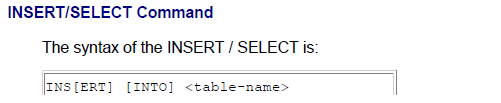 INSERT/SELECT Command
The syntax of the INSERT / SELECT is:
INS[ERT] [INTO] <table-name>